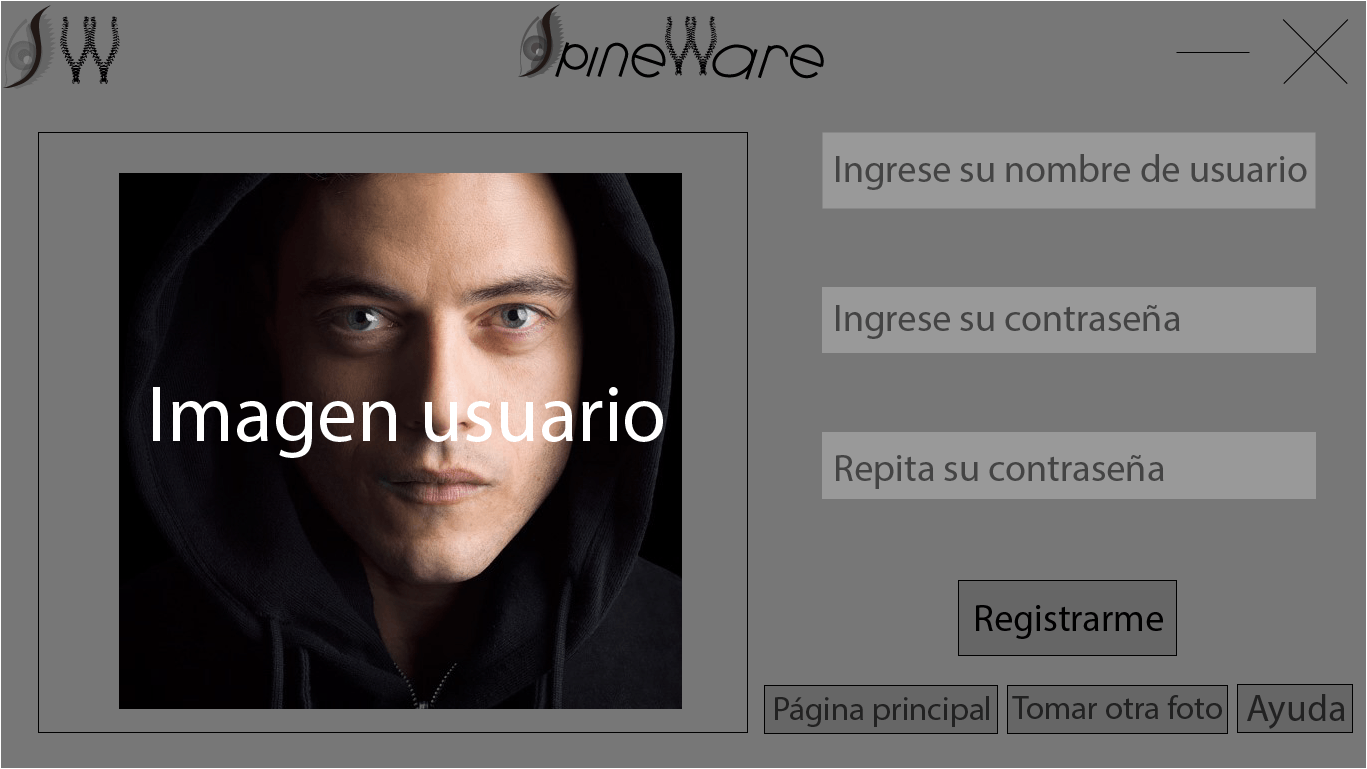 SW
SpineWare
Ingrese su nombre de usuario
Ingrese su contraseña
Imagen usuario
Repita su contraseña
Registrarme
Página principal
Tomar otra foto
Ayuda